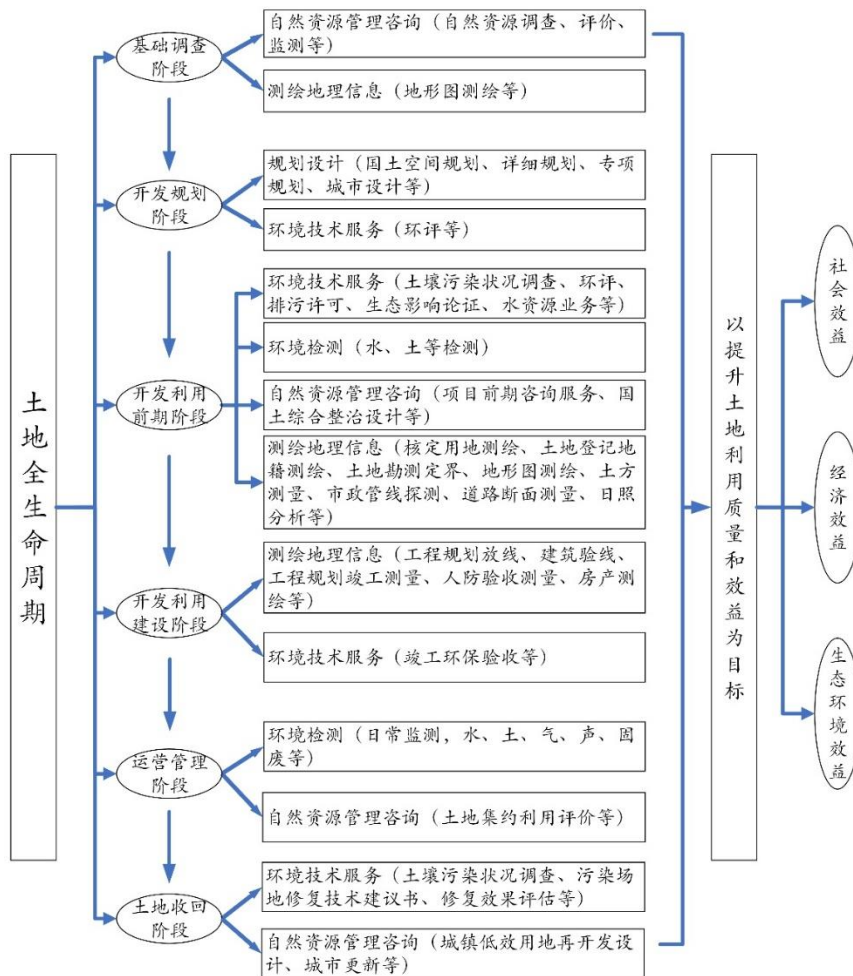 土地全生命周期
基础调查
阶段
自然资源管理咨询（自然资源调查、评价、
监测等）
测绘地理信息（地形图测绘等）
开发规划
阶段
规划设计（国土空间规划、详细规划、专项
规划、城市设计等）
环境技术服务（环评等）
开发利用
前期阶段
环境技术服务（土壤污染状况调查、环评、
排污许可、生态影响论证、水资源业务等）
环境检测（水、土等检测）
自然资源管理咨询（项目前期咨询服务、国
土综合整治设计等）
测绘地理信息（核定用地测绘、土地登记地
籍测绘、土地勘测定界、地形图测绘、土方
测量、市政管线探测、道路断面测量、日照
分析等）
开发利用
建设阶段
测绘地理信息（工程规划放线、建筑验线、
工程规划竣工测量、人防验收测量、房产测
绘等）
环境技术服务（竣工环保验收等）
运营管理
阶段
环境检测（日常监测，水、土、气、声、固
废等）
自然资源管理咨询（土地集约利用评价等）
土地收回
阶段
环境技术服务（土壤污染状况调查、污染场
地修复技术建议书、修复效果评估等）
自然资源管理咨询（城镇低效用地再开发设
计、城市更新等）
以提升土地利用质量和效益为目标
社会效益
经济效益
生态环境效益